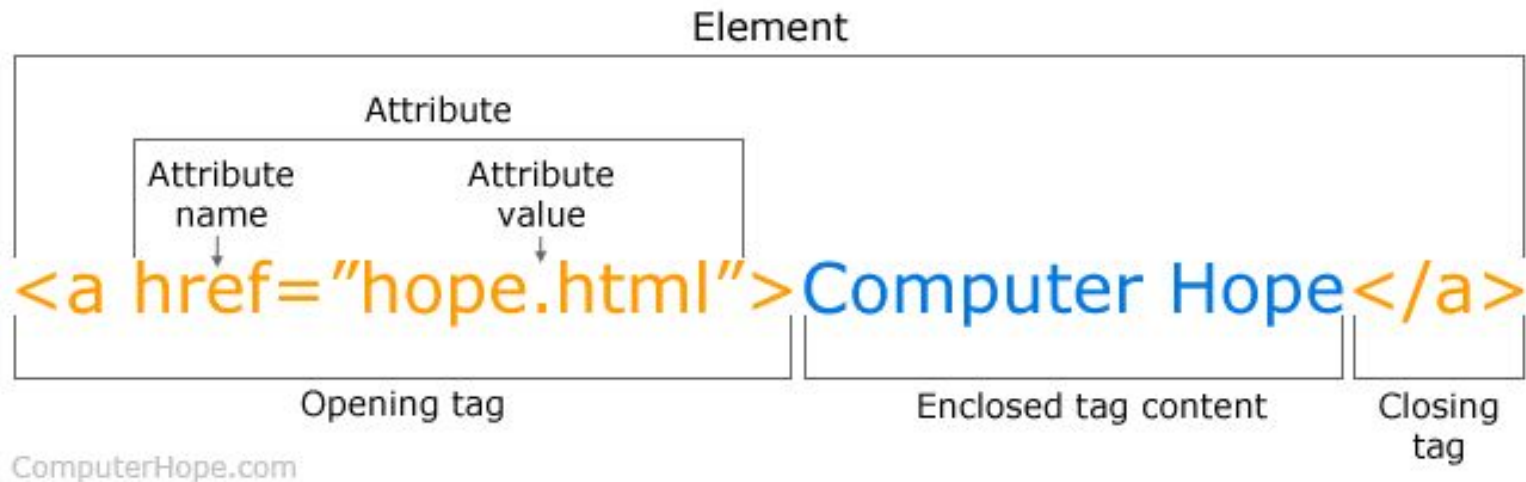 Element
Attribute
Attribute name
Attribute value
<a href=”hope.html”>Computer Hope</a>
Opening tag
Enclosed tag content
Closing tag
ComputerHope.com